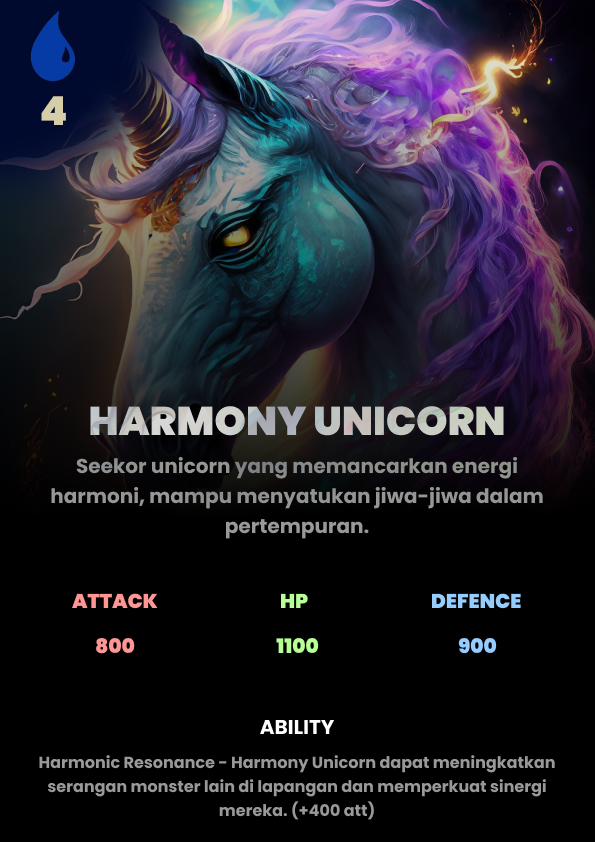 4
HARMONY UNICORN
Seekor unicorn yang memancarkan energi
harmoni, mampu menyatukan jiwa-jiwa dalam
pertempuran.
ATTACK HP DEFENCE
800 1100 900
ABILITY
Harmonic Resonance - Harmony Unicorn dapat meningkatkan
serangan monster lain di lapangan dan memperkuat sinergi
mereka. (+400 att)